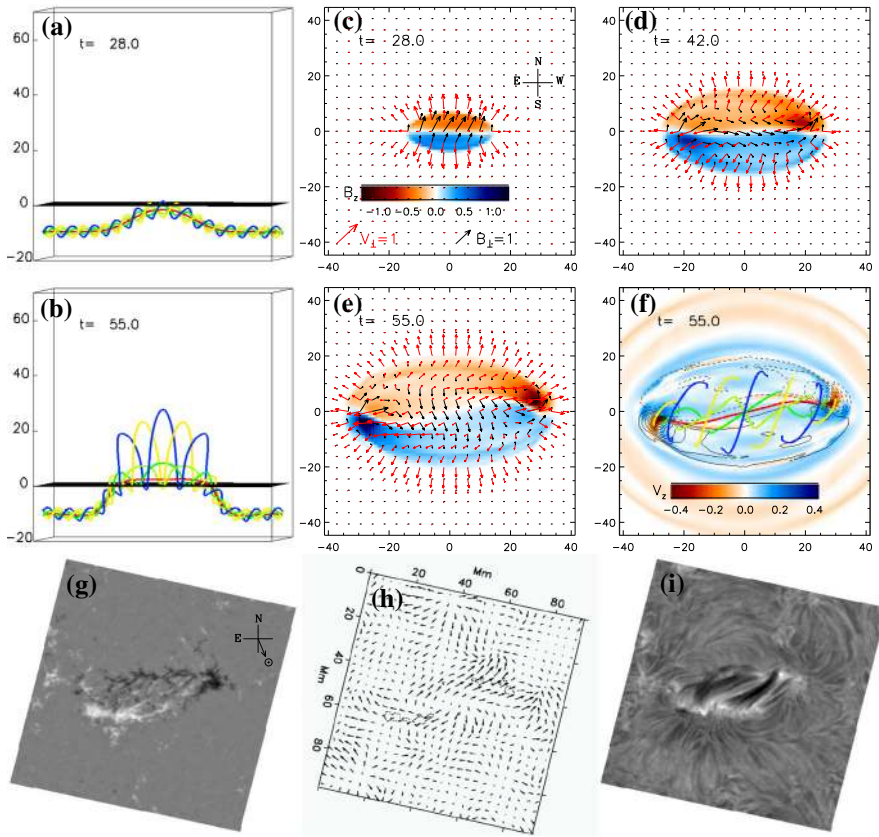 (a)
t= 28.0
60
40
20
0
−20
(b)
t= 55.0
60
40
20
0
−20
(c)
t= 28.0
N
E W
S
40
20
0
−20
−40
B_z
−1.0 −0.5 0.0 0.5 1.0
V_⊥=1
B_⊥=1
−40 −20 0 20 40
(d)
t= 42.0
40
20
0
−20
−40
−40 −20 0 20 40
(e)
t= 55.0
40
20
0
−20
−40
−40 −20 0 20 40
(f)
t= 55.0
40
20
0
−20
−40
V_z
−0.4 −0.2 0.0 0.2 0.4
−40 −20 0 20 40
(g)
N
E
(h)
Mm
0 20 40 60 80
20
40
Mm
60
80
(i)